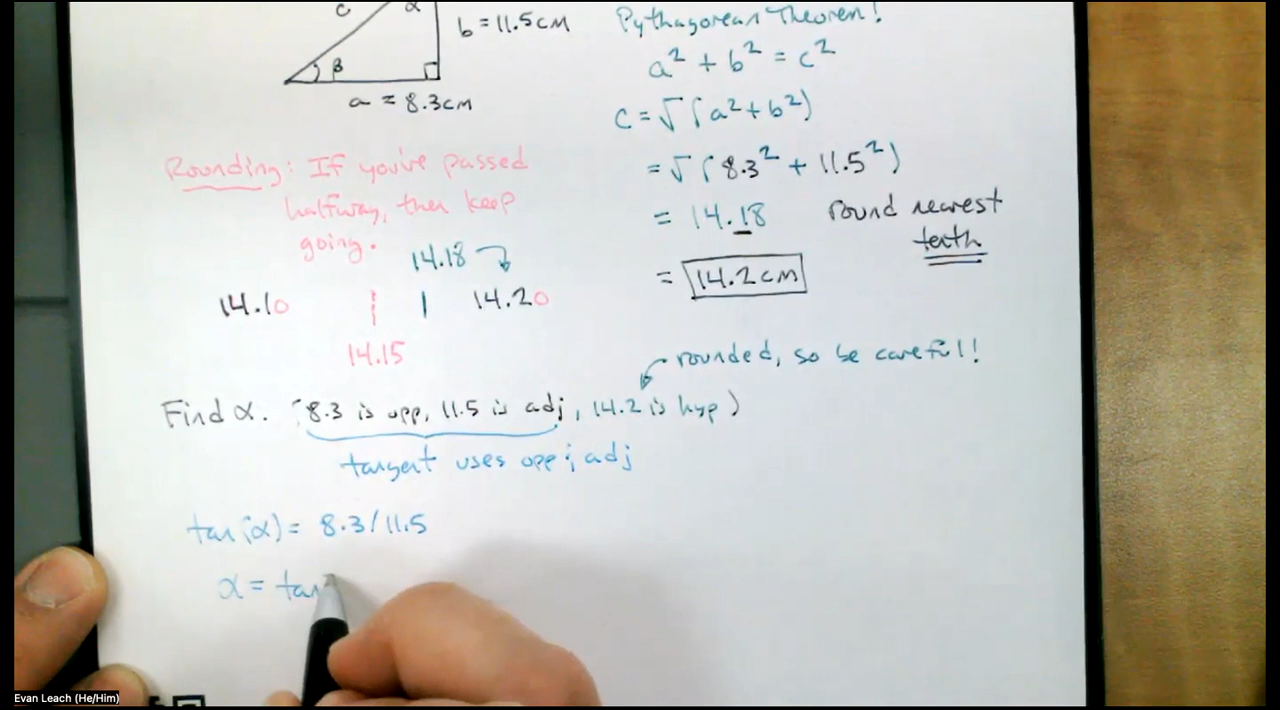 c α
b = 11.5cm
β
a = 8.3cm
Pythagorean Theorem!
a² + b² = c²
c = √(a² + b²)
= √(8.3² + 11.5²)
= 14.18 round nearest
tenth
= 14.2cm
Rounding: If you've passed
halfway, then keep
going.
14.18
14.10 14.20
14.15
rounded, so be careful!
Find α. (8.3 is opp, 11.5 is adj, 14.2 is hyp)
tangent uses opp & adj
tan(α) = 8.3/11.5
α = tan
Evan Leach (He/Him)